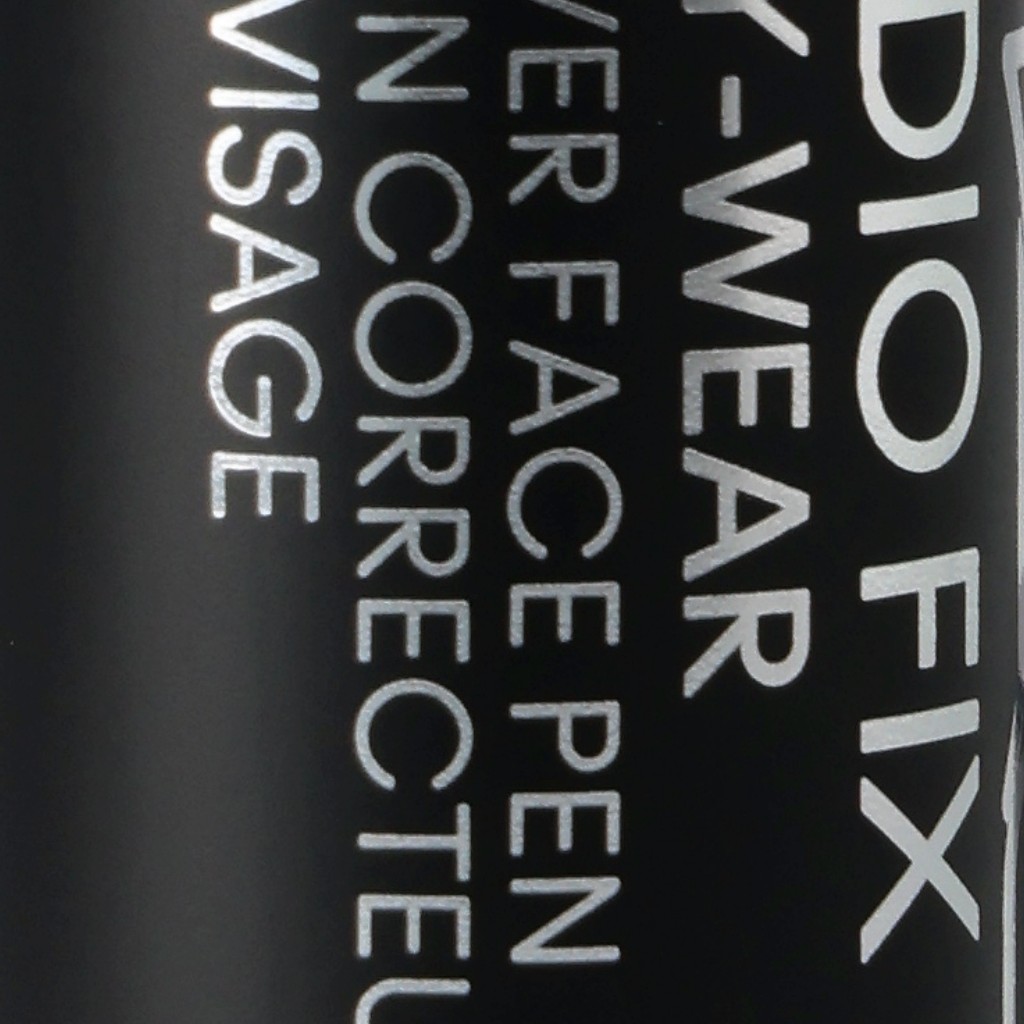 DIO FIX
Y-WEAR
VER FACE PEN
N CORRECTEU
VISAGE